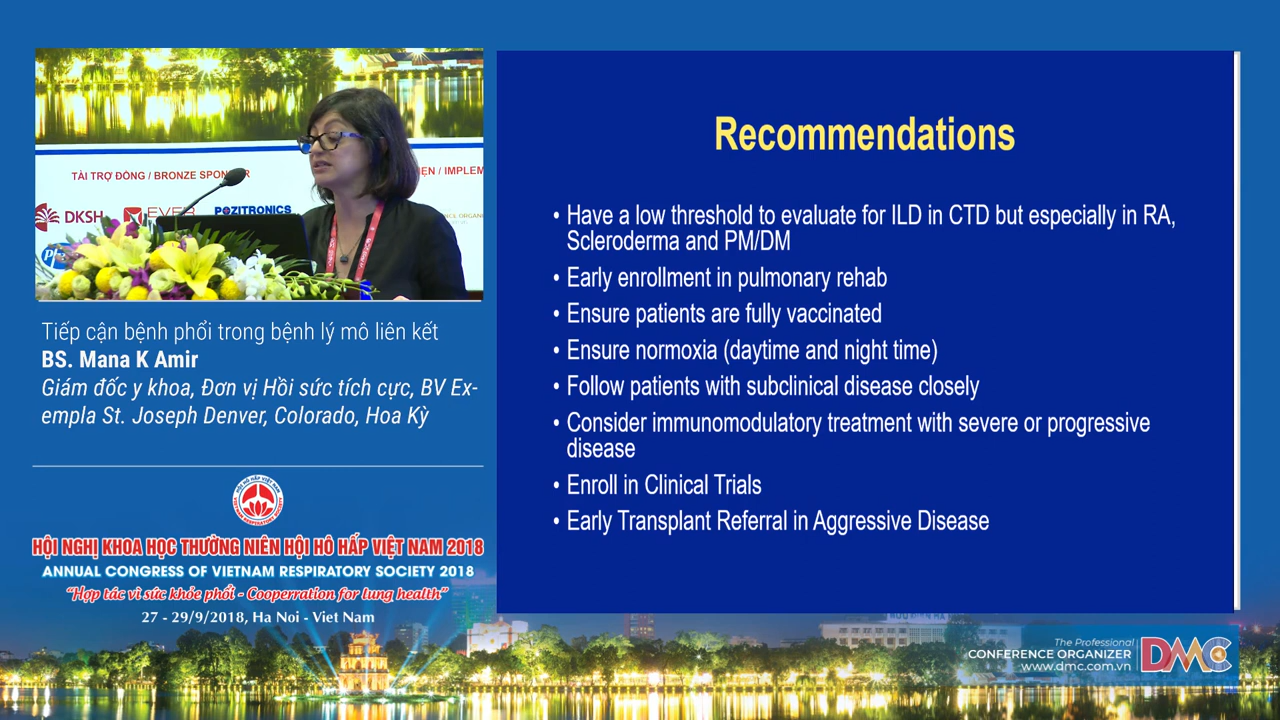 TÀI TRỢ ĐỒNG / BRONZE SPONSOR
IỆN / IMPLEM
DKSH
EVER
POZITRONICS
Tiếp cận bệnh phổi trong bệnh lý mô liên kết
BS. Mana K Amir
Giám đốc y khoa, Đơn vị Hồi sức tích cực, BV Ex-
empla St. Joseph Denver, Colorado, Hoa Kỳ
HỘI NGHỊ KHOA HỌC THƯỜNG NIÊN HỘI HÔ HẤP VIỆT NAM 2018
ANNUAL CONGRESS OF VIETNAM RESPIRATORY SOCIETY 2018
“Hợp tác vì sức khỏe phổi - Cooperration for lung health”
27 - 29/9/2018, Ha Noi - Viet Nam
Recommendations
• Have a low threshold to evaluate for ILD in CTD but especially in RA,
Scleroderma and PM/DM
• Early enrollment in pulmonary rehab
• Ensure patients are fully vaccinated
• Ensure normoxia (daytime and night time)
• Follow patients with subclinical disease closely
• Consider immunomodulatory treatment with severe or progressive
disease
• Enroll in Clinical Trials
• Early Transplant Referral in Aggressive Disease
The Professional
CONFERENCE ORGANIZER
www.dmc.com.vn
DMC